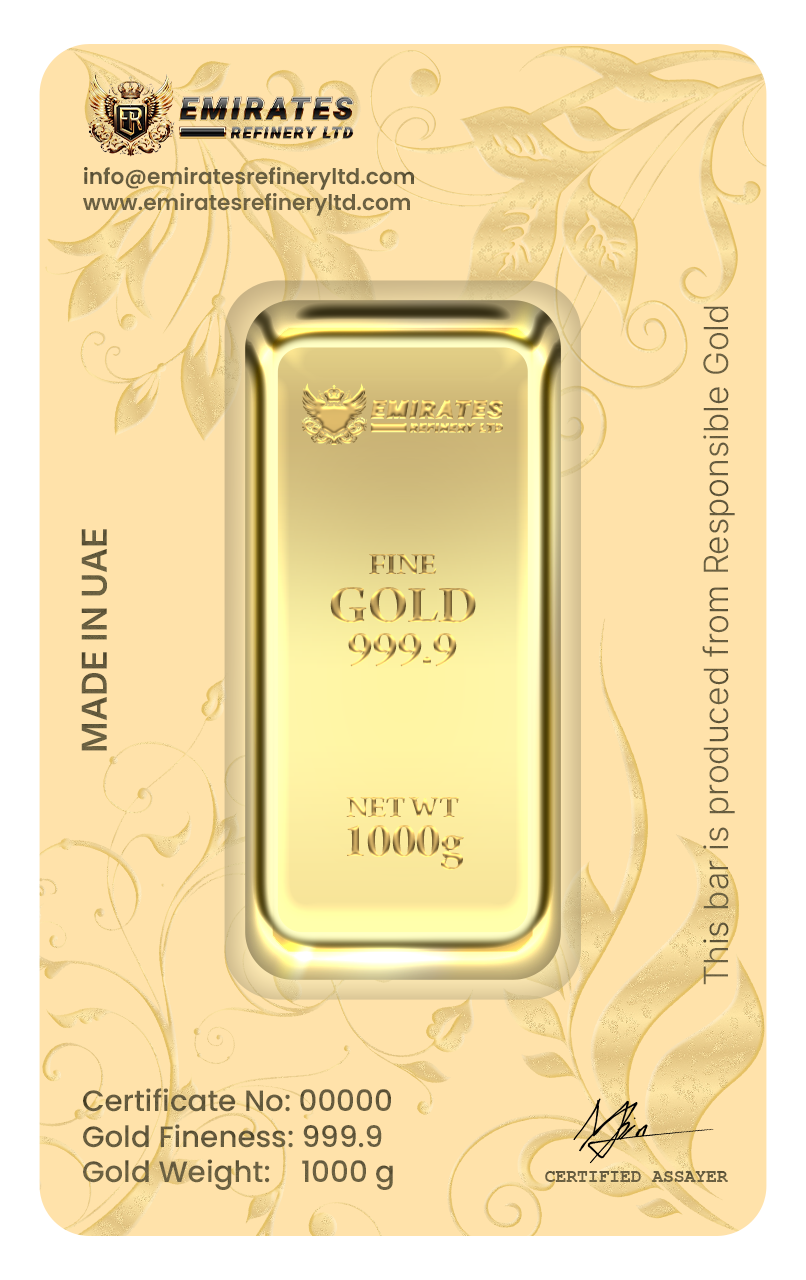 ER
EMIRATES
REFINERY LTD
info@emiratesrefineryltd.com
www.emiratesrefineryltd.com
EMIRATES
REFINERY LTD
FINE
GOLD
999.9
NET WT
1000g
MADE IN UAE
This bar is produced from Responsible Gold
Certificate No: 00000
Gold Fineness: 999.9
Gold Weight: 1000 g
CERTIFIED ASSAYER